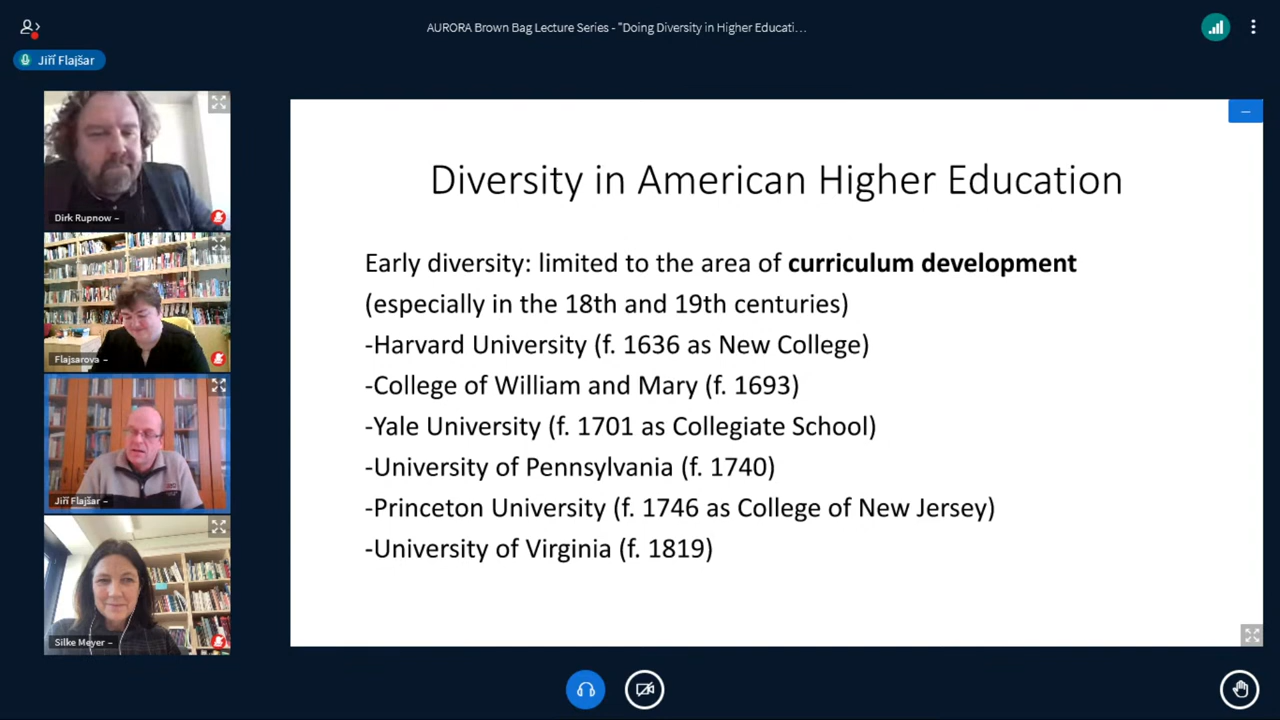 AURORA Brown Bag Lecture Series - "Doing Diversity in Higher Educati…
Jiří Flajšar
Dirk Rupnow –
Flajsarova –
Jiří Flajšar –
Silke Meyer –
Diversity in American Higher Education
Early diversity: limited to the area of curriculum development
(especially in the 18th and 19th centuries)
-Harvard University (f. 1636 as New College)
-College of William and Mary (f. 1693)
-Yale University (f. 1701 as Collegiate School)
-University of Pennsylvania (f. 1740)
-Princeton University (f. 1746 as College of New Jersey)
-University of Virginia (f. 1819)